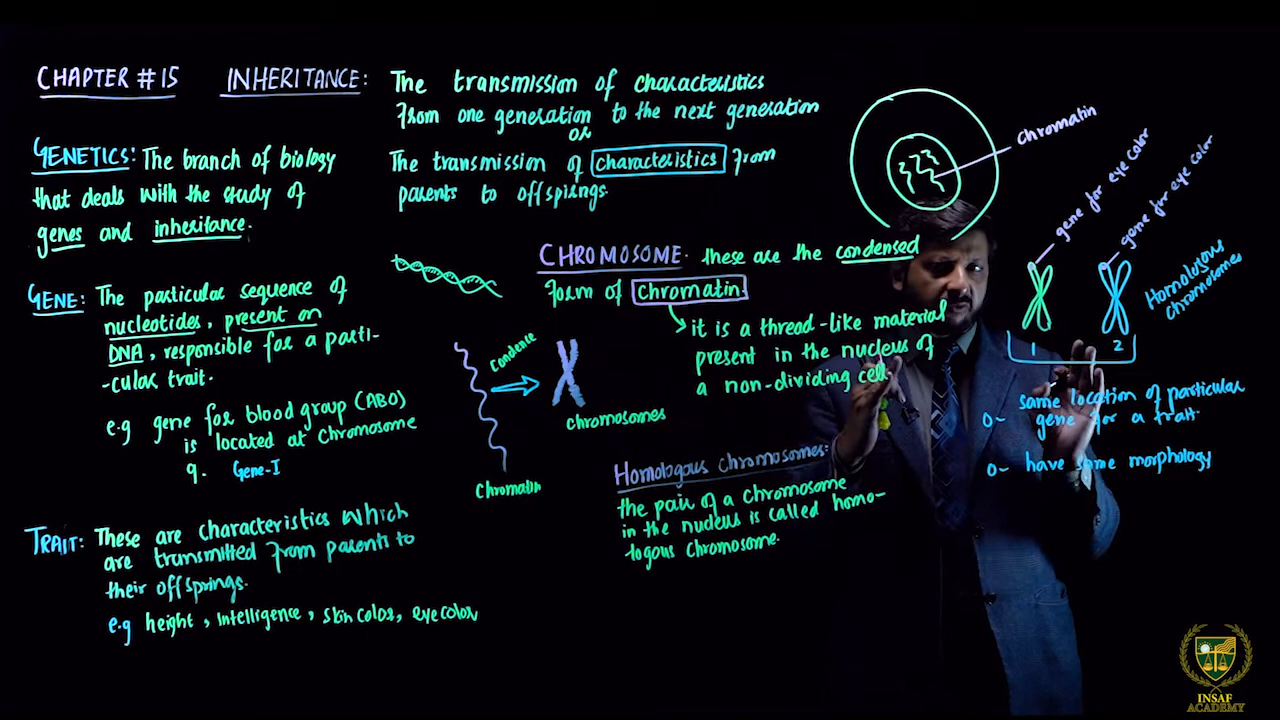 CHAPTER # 15 INHERITANCE: The transmission of characteristics
from one generation to the next generation
or
The transmission of characteristics from
parents to offsprings.
GENETICS: The branch of biology
that deals with the study of
genes and inheritance.
GENE: The particular sequence of
nucleotides, present on
DNA, responsible for a parti-
-cular trait.
e.g gene for blood group (ABO)
is located at chromosome
9. Gene-I
TRAIT: These are characteristics which
are transmitted from parents to
their offsprings.
e.g height, intelligence, skin color, eye color
CHROMOSOME. these are the condensed
form of chromatin
it is a thread-like material
present in the nucleus of
a non-dividing cell.
Condence
chromosomes
Chromatin
Homologous chromosomes:
the pair of a chromosome
in the nucleus is called homo-
logous chromosome.
chromatin
gene for eye color
gene for eye color
Homologous
chromosomes
1 2
o- same location of particular
gene for a trait.
o- have same morphology
INSAF
ACADEMY